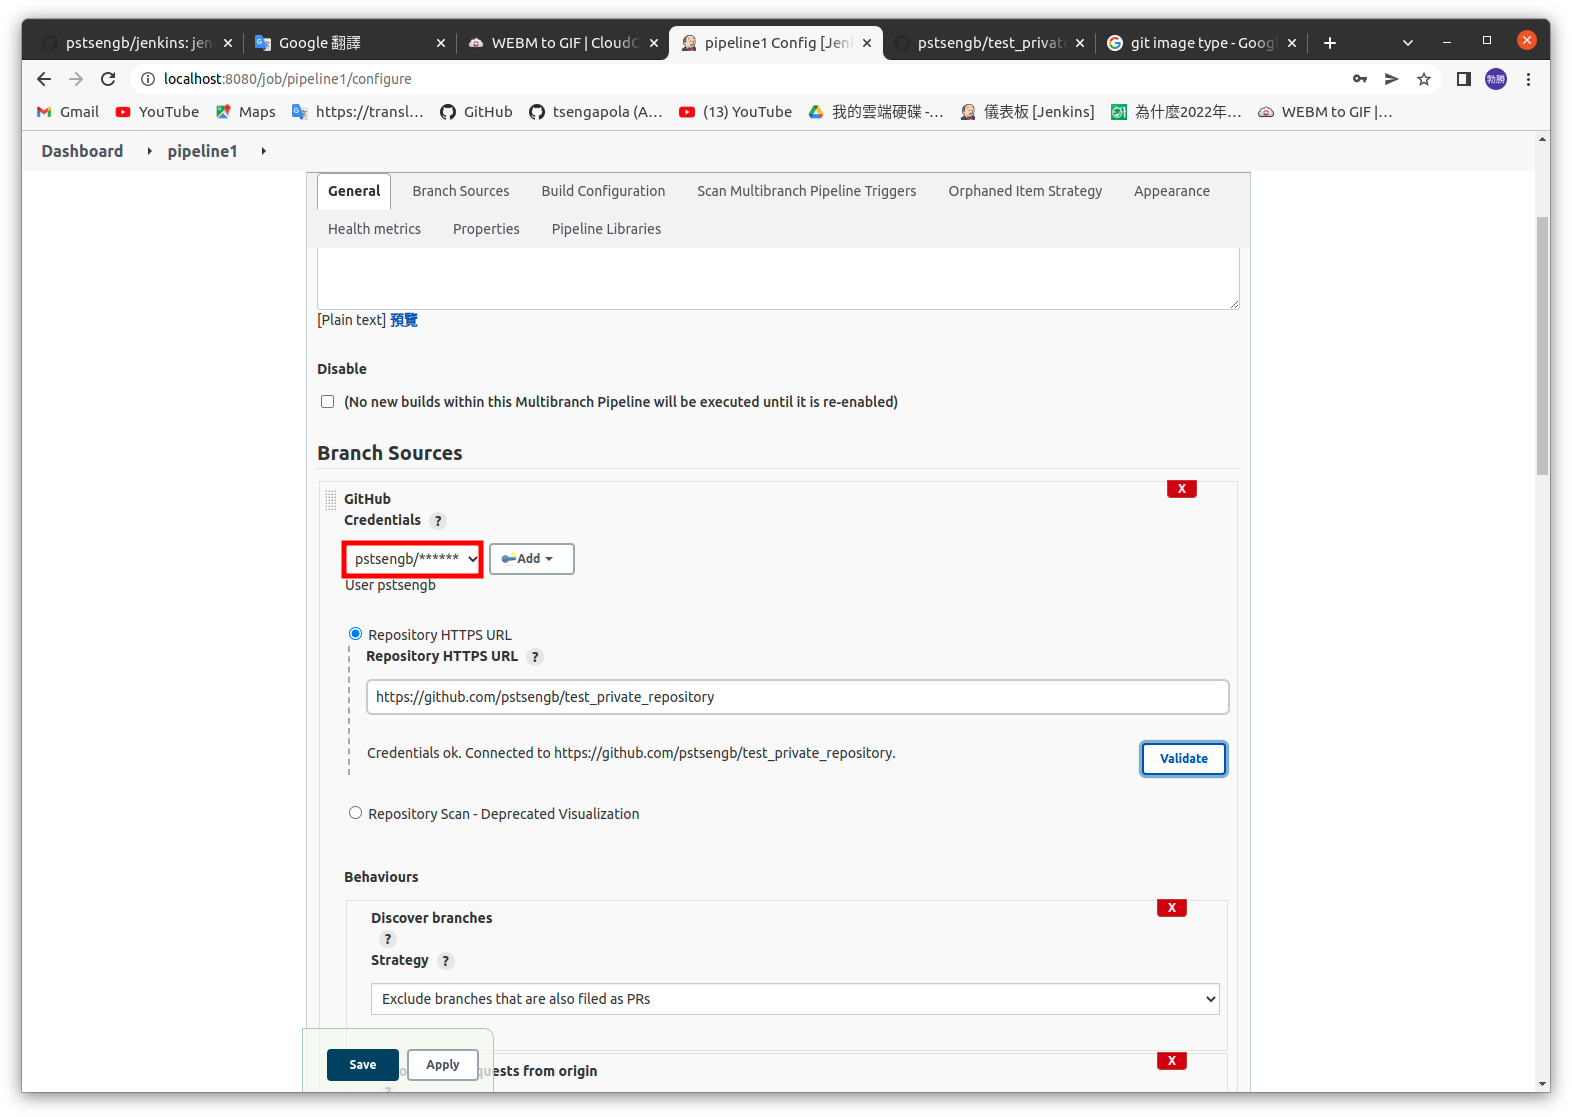 pstsengb/jenkins: jen
Google 翻譯
WEBM to GIF | CloudC
pipeline1 Config [Jenk
pstsengb/test_privat
git image type - Googl
localhost:8080/job/pipeline1/configure
勃勝
Gmail
YouTube
Maps
https://transl...
GitHub
tsengapola (A...
(13) YouTube
我的雲端硬碟 -...
儀表板 [Jenkins]
為什麼2022年...
WEBM to GIF |...
Dashboard
pipeline1
General
Branch Sources
Build Configuration
Scan Multibranch Pipeline Triggers
Orphaned Item Strategy
Appearance
Health metrics
Properties
Pipeline Libraries
[Plain text] 預覽
Disable
(No new builds within this Multibranch Pipeline will be executed until it is re-enabled)
Branch Sources
X
GitHub
Credentials ?
pstsengb/******
Add
User pstsengb
Repository HTTPS URL
Repository HTTPS URL ?
https://github.com/pstsengb/test_private_repository
Credentials ok. Connected to https://github.com/pstsengb/test_private_repository.
Validate
Repository Scan - Deprecated Visualization
Behaviours
X
Discover branches
?
Strategy ?
Exclude branches that are also filed as PRs
X
Save
Apply
quests from origin
?